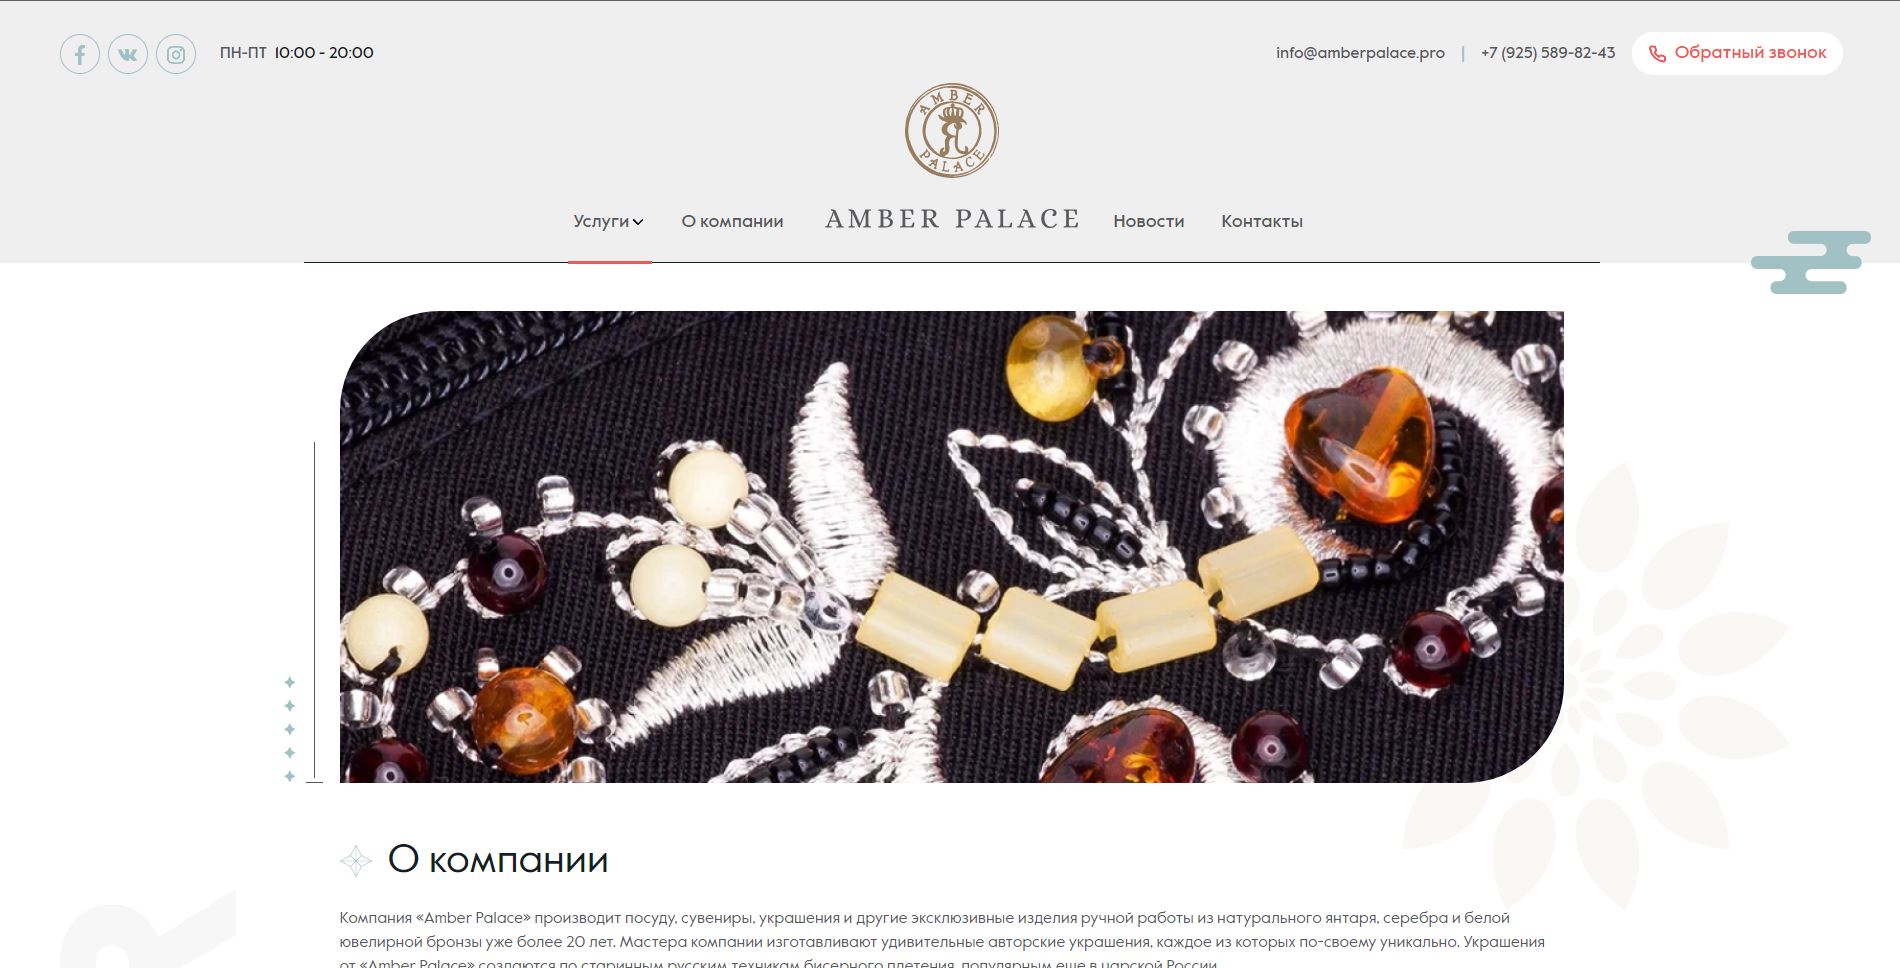 ПН-ПТ 10:00 - 20:00
info@amberpalace.pro | +7 (925) 589-82-43
Обратный звонок
AMBER
PALACE
Услуги
О компании
AMBER PALACE
Новости
Контакты
О компании
Компания «Amber Palace» производит посуду, сувениры, украшения и другие эксклюзивные изделия ручной работы из натурального янтаря, серебра и белой
ювелирной бронзы уже более 20 лет. Мастера компании изготавливают удивительные авторские украшения, каждое из которых по-своему уникально. Украшения
от «Amber Palace» создаются по старинным русским техникам бисерного плетения, популярным еще в царской России.
R